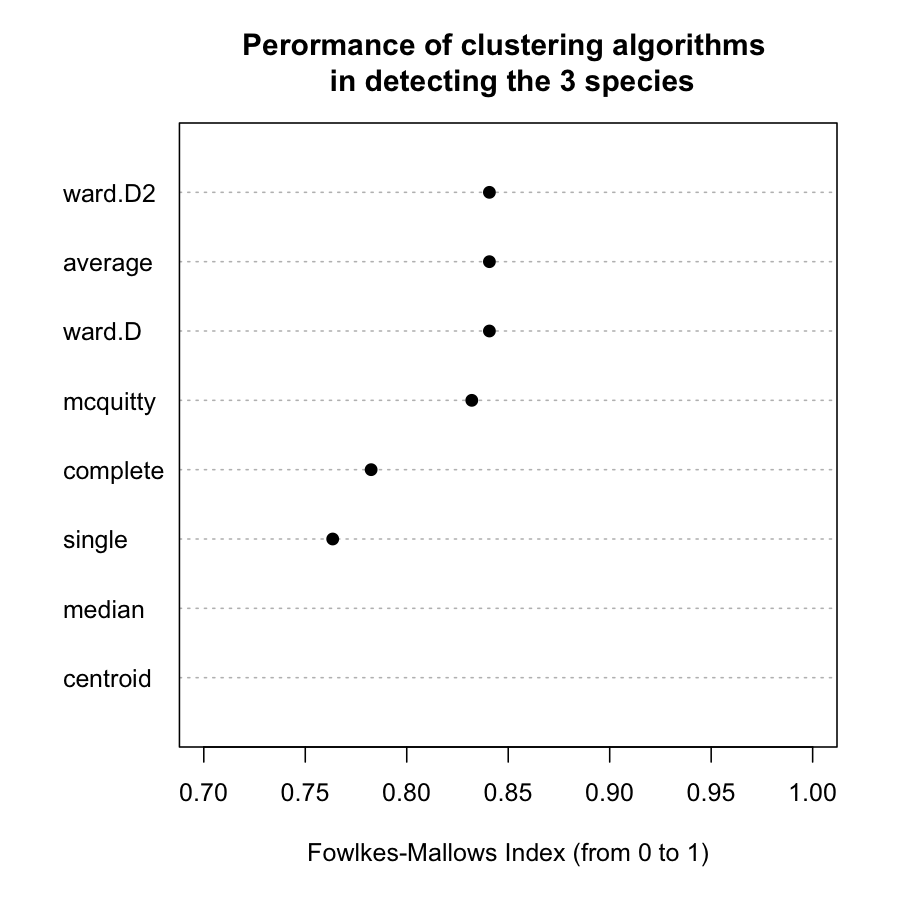 Perormance of clustering algorithms
in detecting the 3 species
ward.D2
average
ward.D
mcquitty
complete
single
median
centroid
0.70 0.75 0.80 0.85 0.90 0.95 1.00
Fowlkes-Mallows Index (from 0 to 1)